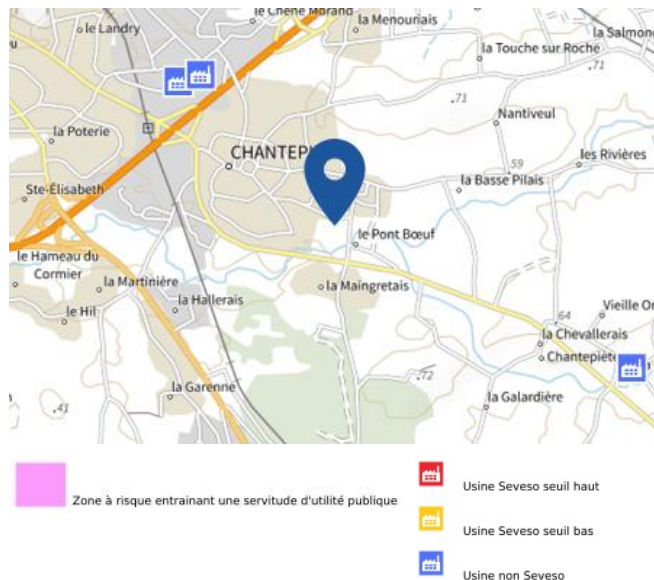 le Chêne Morand
la Menouriais
le Landry
la Salmon
la Touche sur Roche
71
71
Nantiveul
la Poterie
CHANTEP
59
les Rivières
la Basse Pilais
Ste-Élisabeth
le Pont Bœuf
le Hameau du
Cormier
la Martinière
la Maingretais
la Hallerais
le Hil
64
Vieille Or
la Chevallerais
Chantepiète
la Garenne
72
la Galardière
41
Zone à risque entrainant une servitude d'utilité publique
Usine Seveso seuil haut
Usine Seveso seuil bas
Usine non Seveso